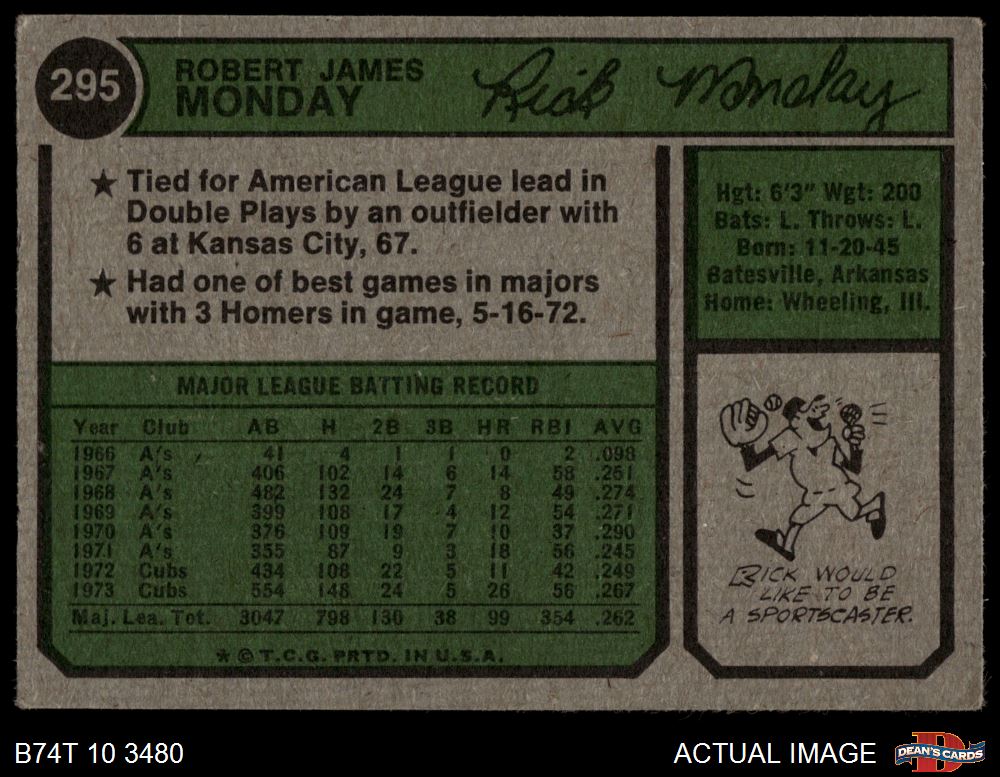 295
ROBERT JAMES
MONDAY
Rick Monday
★ Tied for American League lead in
Double Plays by an outfielder with
6 at Kansas City, 67.
★ Had one of best games in majors
with 3 Homers in game, 5-16-72.
Hgt: 6'3" Wgt: 200
Bats: L. Throws: L.
Born: 11-20-45
Batesville, Arkansas
Home: Wheeling, Ill.
MAJOR LEAGUE BATTING RECORD
Year Club AB H 2B 3B HR RBI AVG
1966 A's 41 4 1 1 0 2 .098
1967 A's 406 102 14 6 14 58 .251
1968 A's 482 132 24 7 8 49 .274
1969 A's 399 108 17 4 12 54 .271
1970 A's 376 109 19 7 10 37 .290
1971 A's 355 87 9 3 18 56 .245
1972 Cubs 434 108 22 5 11 42 .249
1973 Cubs 554 148 24 5 26 56 .267
Maj. Lea. Tot. 3047 798 130 38 99 354 .262
★ © T.C.G. PRTD. IN U.S.A.
RICK WOULD
LIKE TO BE
A SPORTSCASTER.
B74T 10 3480
ACTUAL IMAGE
D
DEAN'S CARDS